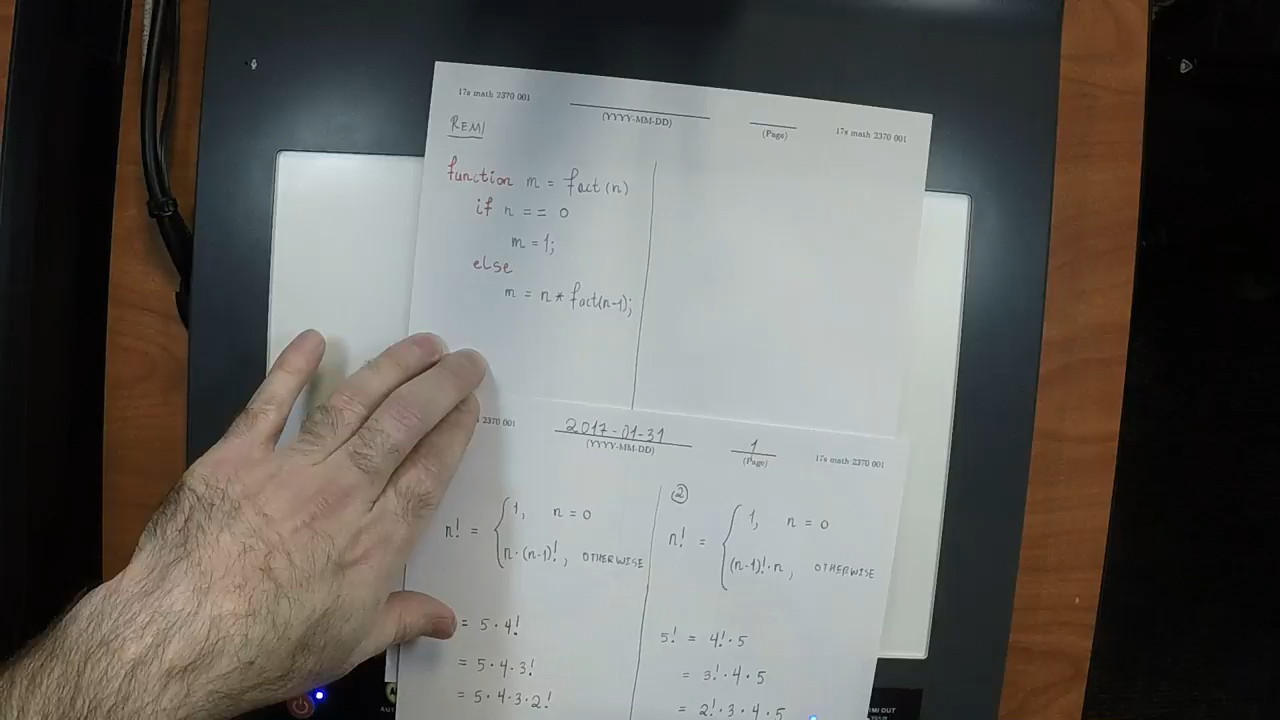 17s math 2370 001
(YYYY-MM-DD)
(Page)
17s math 2370 001
REM
function m = fact(n)
if n == 0
m = 1;
else
m = n * fact(n-1);
2370 001
2017-01-31
(YYYY-MM-DD)
1
(Page)
17s math 2370 001
n! = { 1, n = 0
n·(n-1)!, OTHERWISE
= 5·4!
= 5·4·3!
= 5·4·3·2!
②
n! = { 1, n = 0
(n-1)!·n, OTHERWISE
5! = 4!·5
= 3!·4·5
= 2!·3·4·5